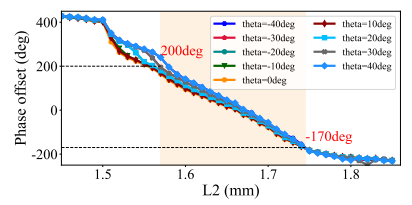 400
200
0
-200
Phase offset (deg)
theta=-40deg
theta=-30deg
theta=-20deg
theta=-10deg
theta=0deg
theta=10deg
theta=20deg
theta=30deg
theta=40deg
200deg
-170deg
1.5
1.6
1.7
1.8
L2 (mm)